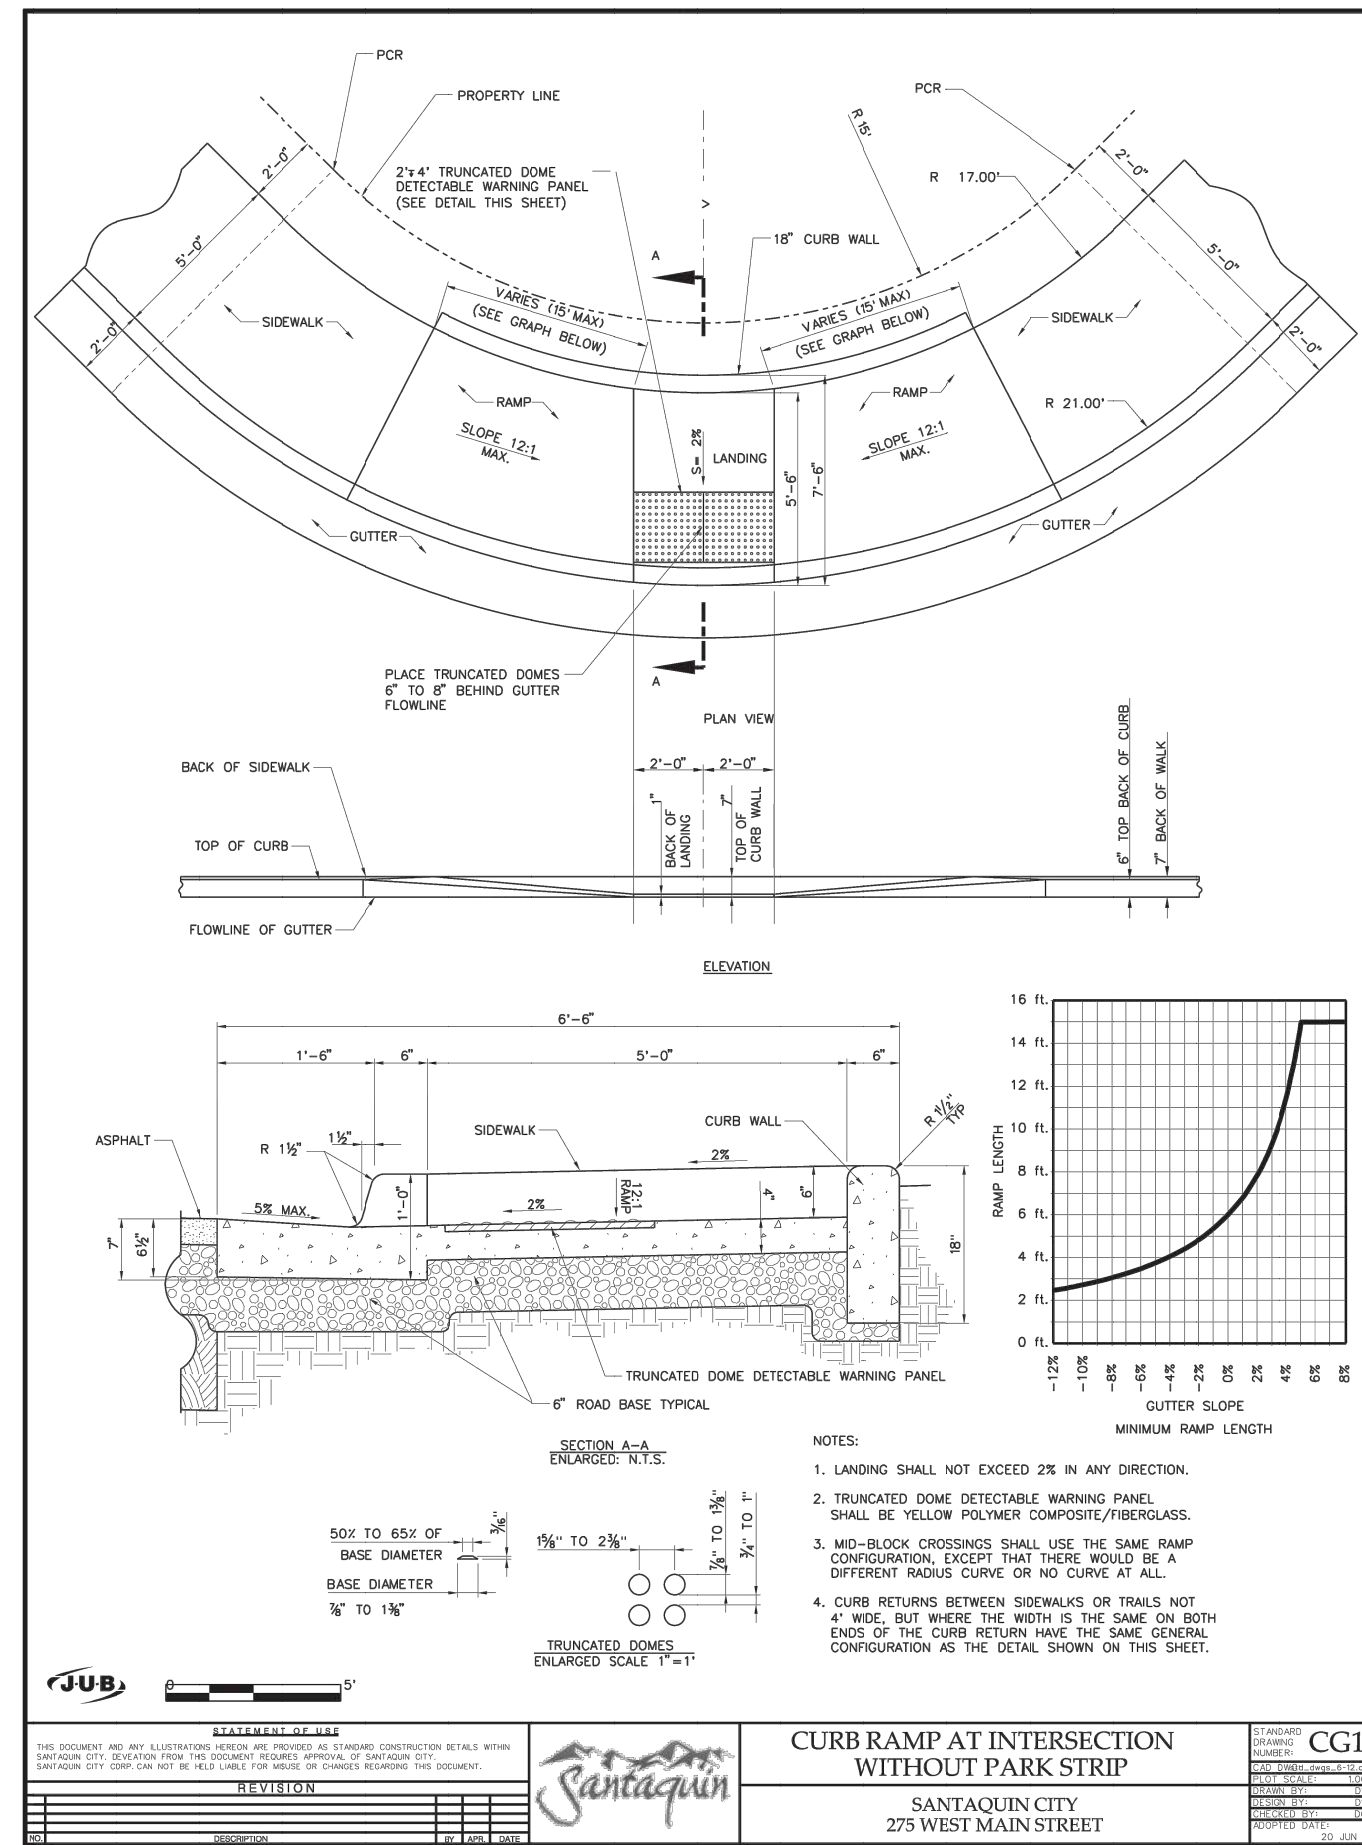 PCR
PROPERTY LINE
2'x4' TRUNCATED DOME
DETECTABLE WARNING PANEL
(SEE DETAIL THIS SHEET)
PCR
R 15'
R 17.00'
2'-0"
5'-0"
2'-0"
2'-0"
5'-0"
2'-0"
18" CURB WALL
A
VARIES (15' MAX)
(SEE GRAPH BELOW)
VARIES (15' MAX)
(SEE GRAPH BELOW)
SIDEWALK
SIDEWALK
RAMP
RAMP
R 21.00'
SLOPE 12:1
MAX.
SLOPE 12:1
MAX.
S= 2%
LANDING
5'-6"
7'-6"
GUTTER
GUTTER
PLACE TRUNCATED DOMES
6" TO 8" BEHIND GUTTER
FLOWLINE
A
PLAN VIEW
BACK OF SIDEWALK
2'-0"
2'-0"
TOP OF CURB
1"
BACK OF
LANDING
7"
TOP OF
CURB WALL
6" TOP BACK OF CURB
7" BACK OF WALK
FLOWLINE OF GUTTER
ELEVATION
6'-6"
1'-6"
6"
5'-0"
6"
ASPHALT
R 1½"
1½"
SIDEWALK
CURB WALL
R 1½"
TYP
2%
5% MAX.
1'-0"
2%
12:1
RAMP
4"
6"
7"
6½"
18"
TRUNCATED DOME DETECTABLE WARNING PANEL
6" ROAD BASE TYPICAL
SECTION A-A
ENLARGED: N.T.S.
16 ft.
14 ft.
12 ft.
10 ft.
8 ft.
6 ft.
4 ft.
2 ft.
0 ft.
RAMP LENGTH
-12%
-10%
-8%
-6%
-4%
-2%
0%
2%
4%
6%
8%
GUTTER SLOPE
MINIMUM RAMP LENGTH
NOTES:
1. LANDING SHALL NOT EXCEED 2% IN ANY DIRECTION.
2. TRUNCATED DOME DETECTABLE WARNING PANEL
SHALL BE YELLOW POLYMER COMPOSITE/FIBERGLASS.
3. MID-BLOCK CROSSINGS SHALL USE THE SAME RAMP
CONFIGURATION, EXCEPT THAT THERE WOULD BE A
DIFFERENT RADIUS CURVE OR NO CURVE AT ALL.
4. CURB RETURNS BETWEEN SIDEWALKS OR TRAILS NOT
4' WIDE, BUT WHERE THE WIDTH IS THE SAME ON BOTH
ENDS OF THE CURB RETURN HAVE THE SAME GENERAL
CONFIGURATION AS THE DETAIL SHOWN ON THIS SHEET.
50% TO 65% OF
BASE DIAMETER
3/16"
BASE DIAMETER
⅞" TO 1⅜"
1⅝" TO 2⅜"
⅞" TO 1⅜"
¾" TO 1"
TRUNCATED DOMES
ENLARGED SCALE 1"=1'
J-U-B
0
5'
STATEMENT OF USE
THIS DOCUMENT AND ANY ILLUSTRATIONS HEREON ARE PROVIDED AS STANDARD CONSTRUCTION DETAILS WITHIN
SANTAQUIN CITY. DEVEATION FROM THIS DOCUMENT REQUIRES APPROVAL OF SANTAQUIN CITY.
SANTAQUIN CITY CORP. CAN NOT BE HELD LIABLE FOR MISUSE OR CHANGES REGARDING THIS DOCUMENT.
REVISION
NO.
DESCRIPTION
BY
APR.
DATE
Santaquin
CURB RAMP AT INTERSECTION
WITHOUT PARK STRIP
SANTAQUIN CITY
275 WEST MAIN STREET
STANDARD
DRAWING
NUMBER:
CG1
PLOT SCALE:
DRAWN BY:
DESIGN BY:
CHECKED BY:
ADOPTED DATE:
20 JUN